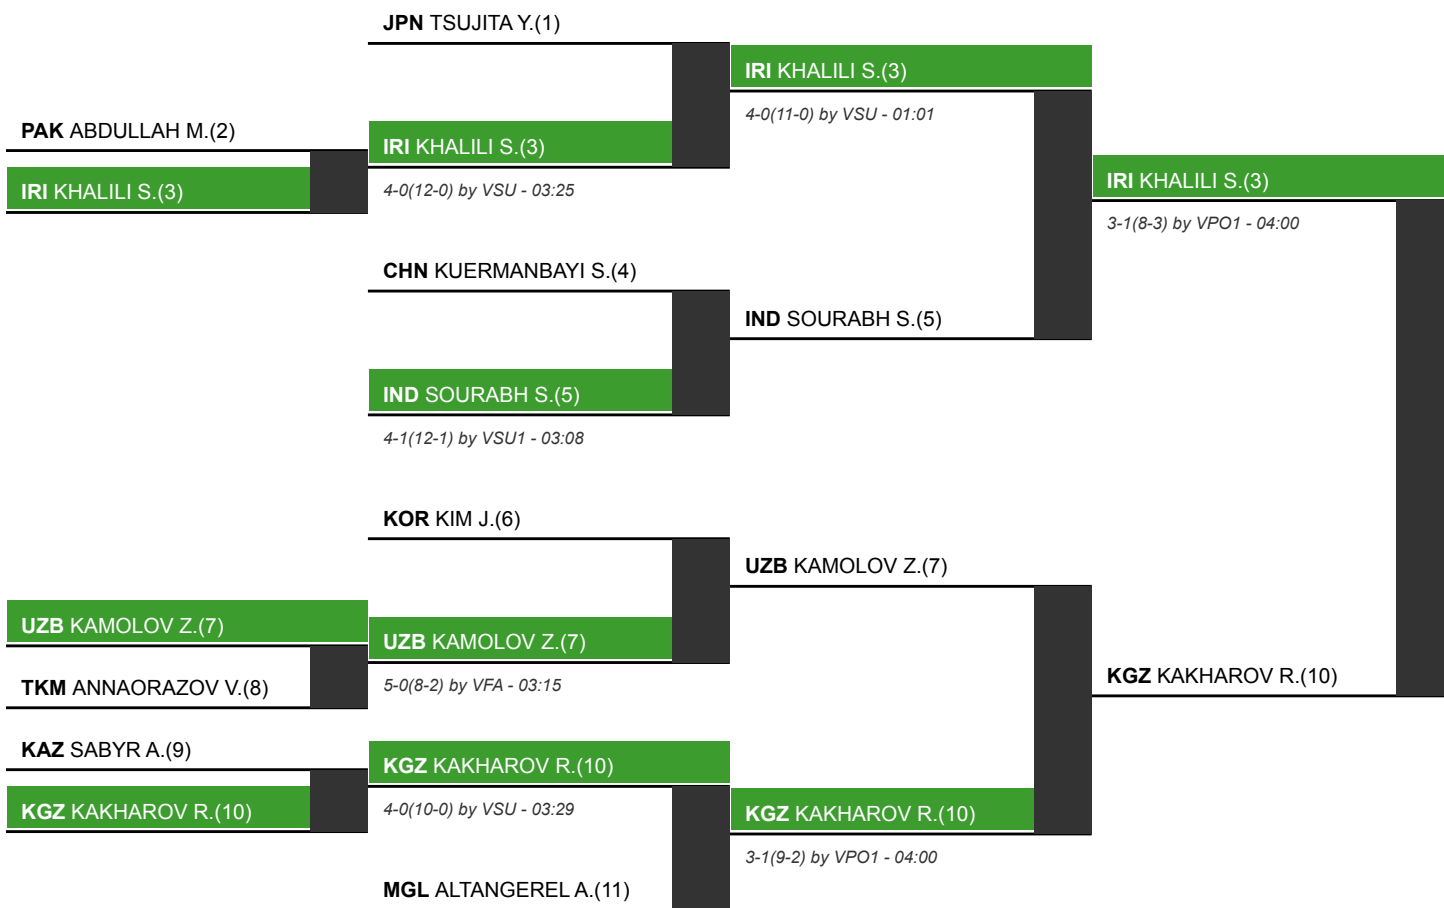 PAK ABDULLAH M.(2)
IRI KHALILI S.(3)
UZB KAMOLOV Z.(7)
TKM ANNAORAZOV V.(8)
KAZ SABYR A.(9)
KGZ KAKHAROV R.(10)
JPN TSUJITA Y.(1)
IRI KHALILI S.(3)
4-0(12-0) by VSU - 03:25
CHN KUERMANBAYI S.(4)
IND SOURABH S.(5)
4-1(12-1) by VSU1 - 03:08
KOR KIM J.(6)
UZB KAMOLOV Z.(7)
5-0(8-2) by VFA - 03:15
KGZ KAKHAROV R.(10)
4-0(10-0) by VSU - 03:29
MGL ALTANGEREL A.(11)
IRI KHALILI S.(3)
4-0(11-0) by VSU - 01:01
IND SOURABH S.(5)
UZB KAMOLOV Z.(7)
KGZ KAKHAROV R.(10)
3-1(9-2) by VPO1 - 04:00
IRI KHALILI S.(3)
3-1(8-3) by VPO1 - 04:00
KGZ KAKHAROV R.(10)